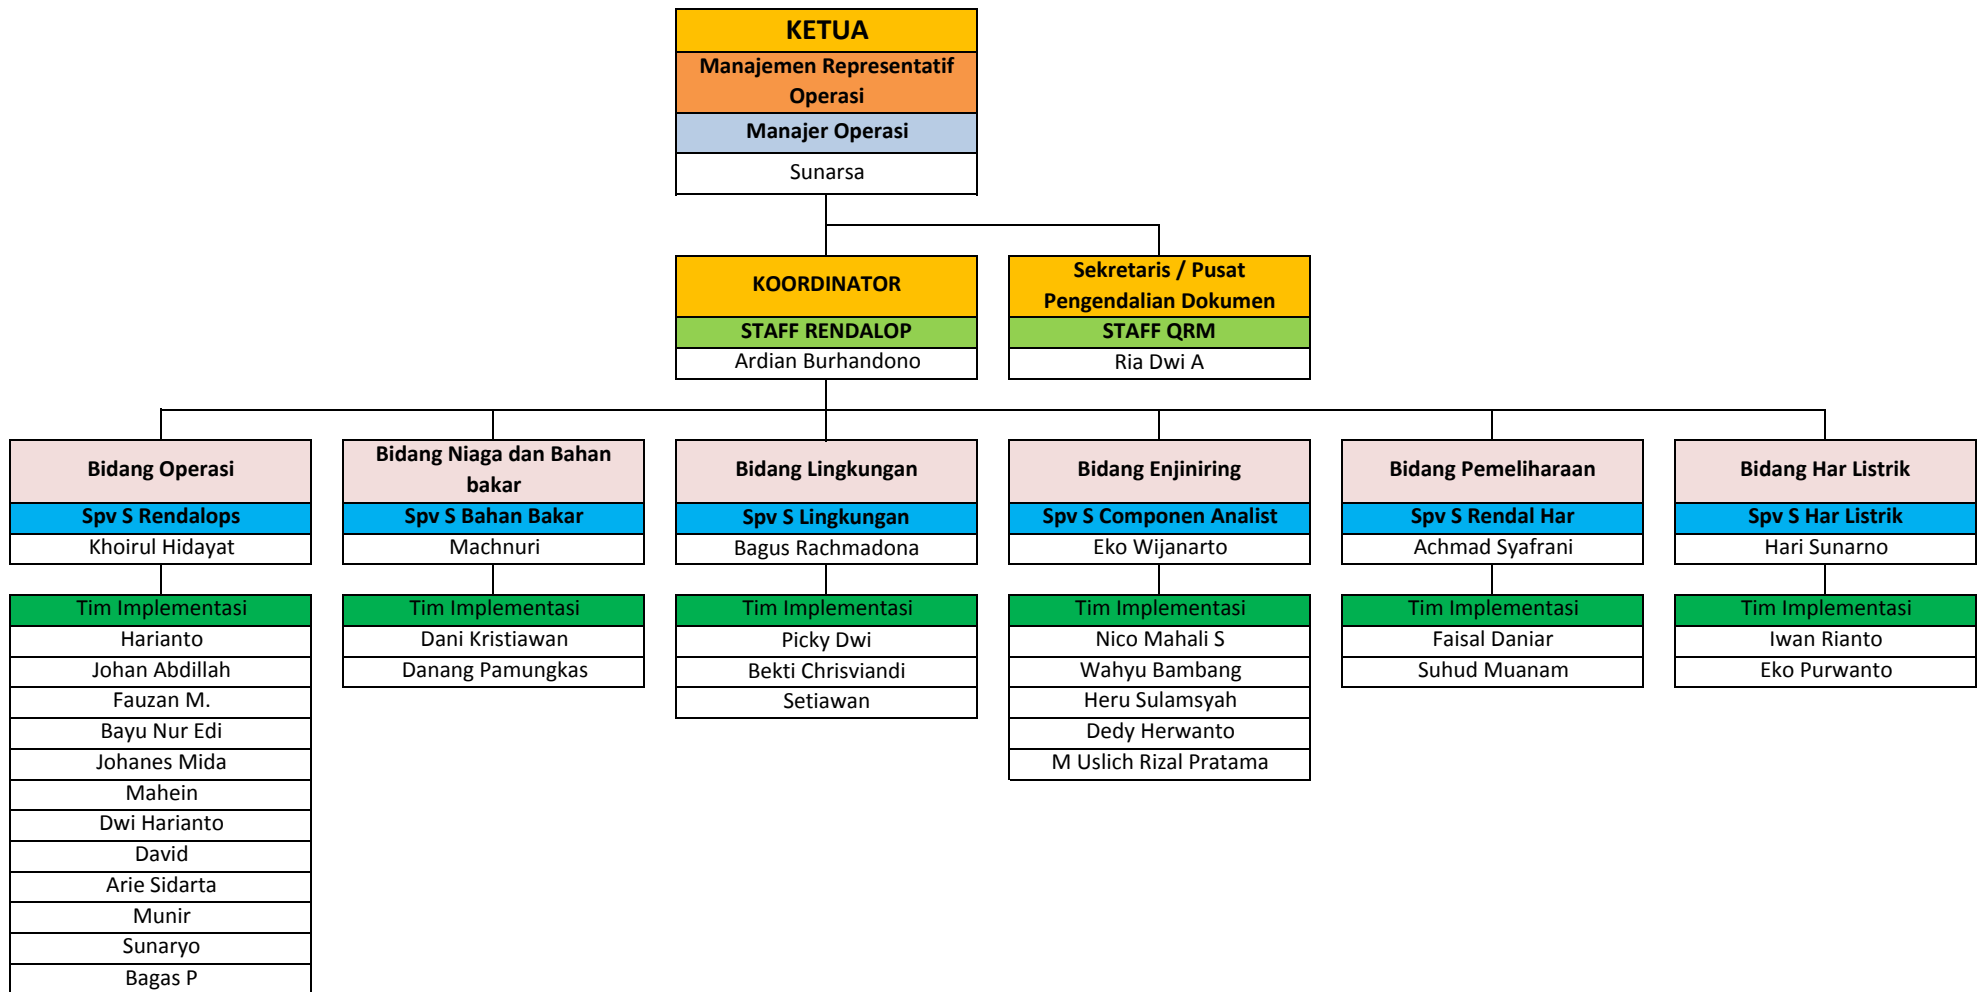 KETUA
Manajemen Representatif
Operasi
Manajer Operasi
Sunarsa
KOORDINATOR
STAFF RENDALOP
Ardian Burhandono
Sekretaris / Pusat
Pengendalian Dokumen
STAFF QRM
Ria Dwi A
Bidang Operasi
Spv S Rendalops
Khoirul Hidayat
Tim Implementasi
Harianto
Johan Abdillah
Fauzan M.
Bayu Nur Edi
Johanes Mida
Mahein
Dwi Harianto
David
Arie Sidarta
Munir
Sunaryo
Bagas P
Bidang Niaga dan Bahan
bakar
Spv S Bahan Bakar
Machnuri
Tim Implementasi
Dani Kristiawan
Danang Pamungkas
Bidang Lingkungan
Spv S Lingkungan
Bagus Rachmadona
Tim Implementasi
Picky Dwi
Bekti Chrisviandi
Setiawan
Bidang Enjiniring
Spv S Componen Analist
Eko Wijanarto
Tim Implementasi
Nico Mahali S
Wahyu Bambang
Heru Sulamsyah
Dedy Herwanto
M Uslich Rizal Pratama
Bidang Pemeliharaan
Spv S Rendal Har
Achmad Syafrani
Tim Implementasi
Faisal Daniar
Suhud Muanam
Bidang Har Listrik
Spv S Har Listrik
Hari Sunarno
Tim Implementasi
Iwan Rianto
Eko Purwanto